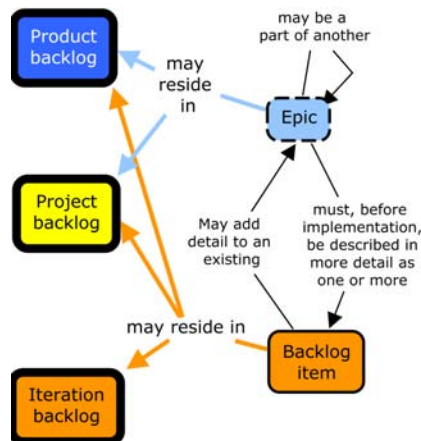 Product
backlog
may be a
part of another
may
reside
in
Epic
Project
backlog
May add
detail to an
existing
must, before
implementation,
be described in
more detail as
one or more
may reside in
Backlog
item
Iteration
backlog